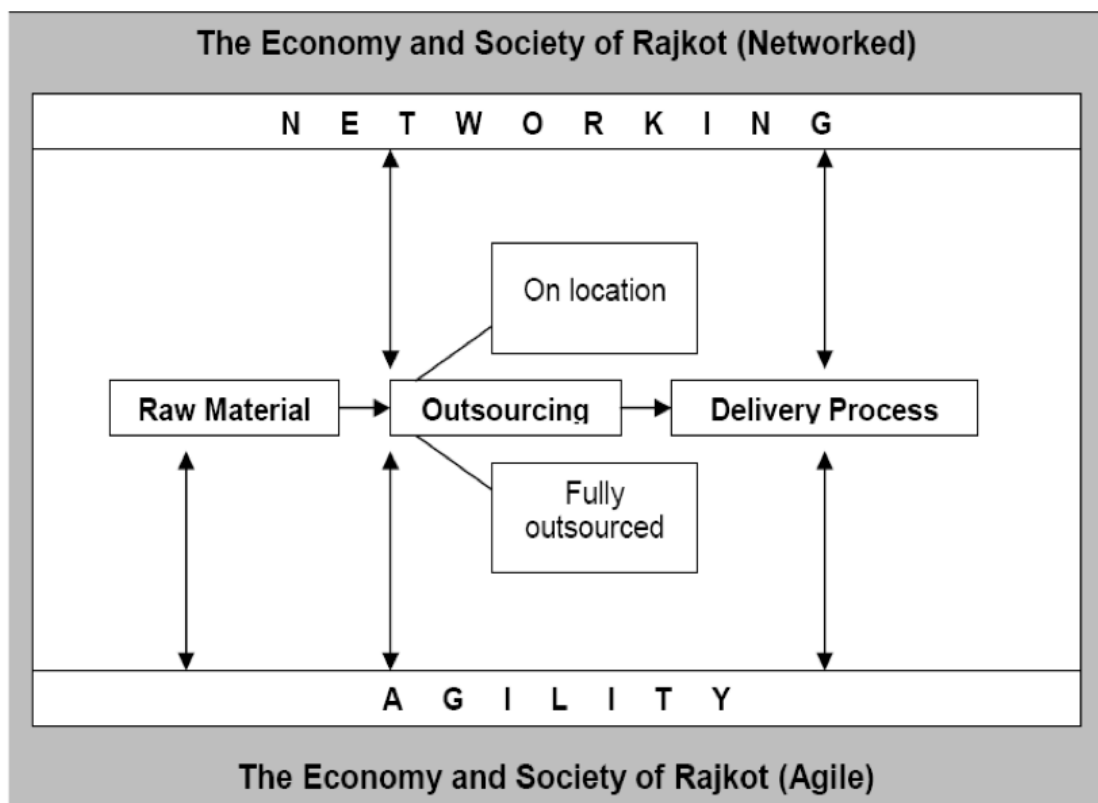 The Economy and Society of Rajkot (Networked)
N E T W O R K I N G
On location
Raw Material
Outsourcing
Delivery Process
Fully
outsourced
A G I L I T Y
The Economy and Society of Rajkot (Agile)